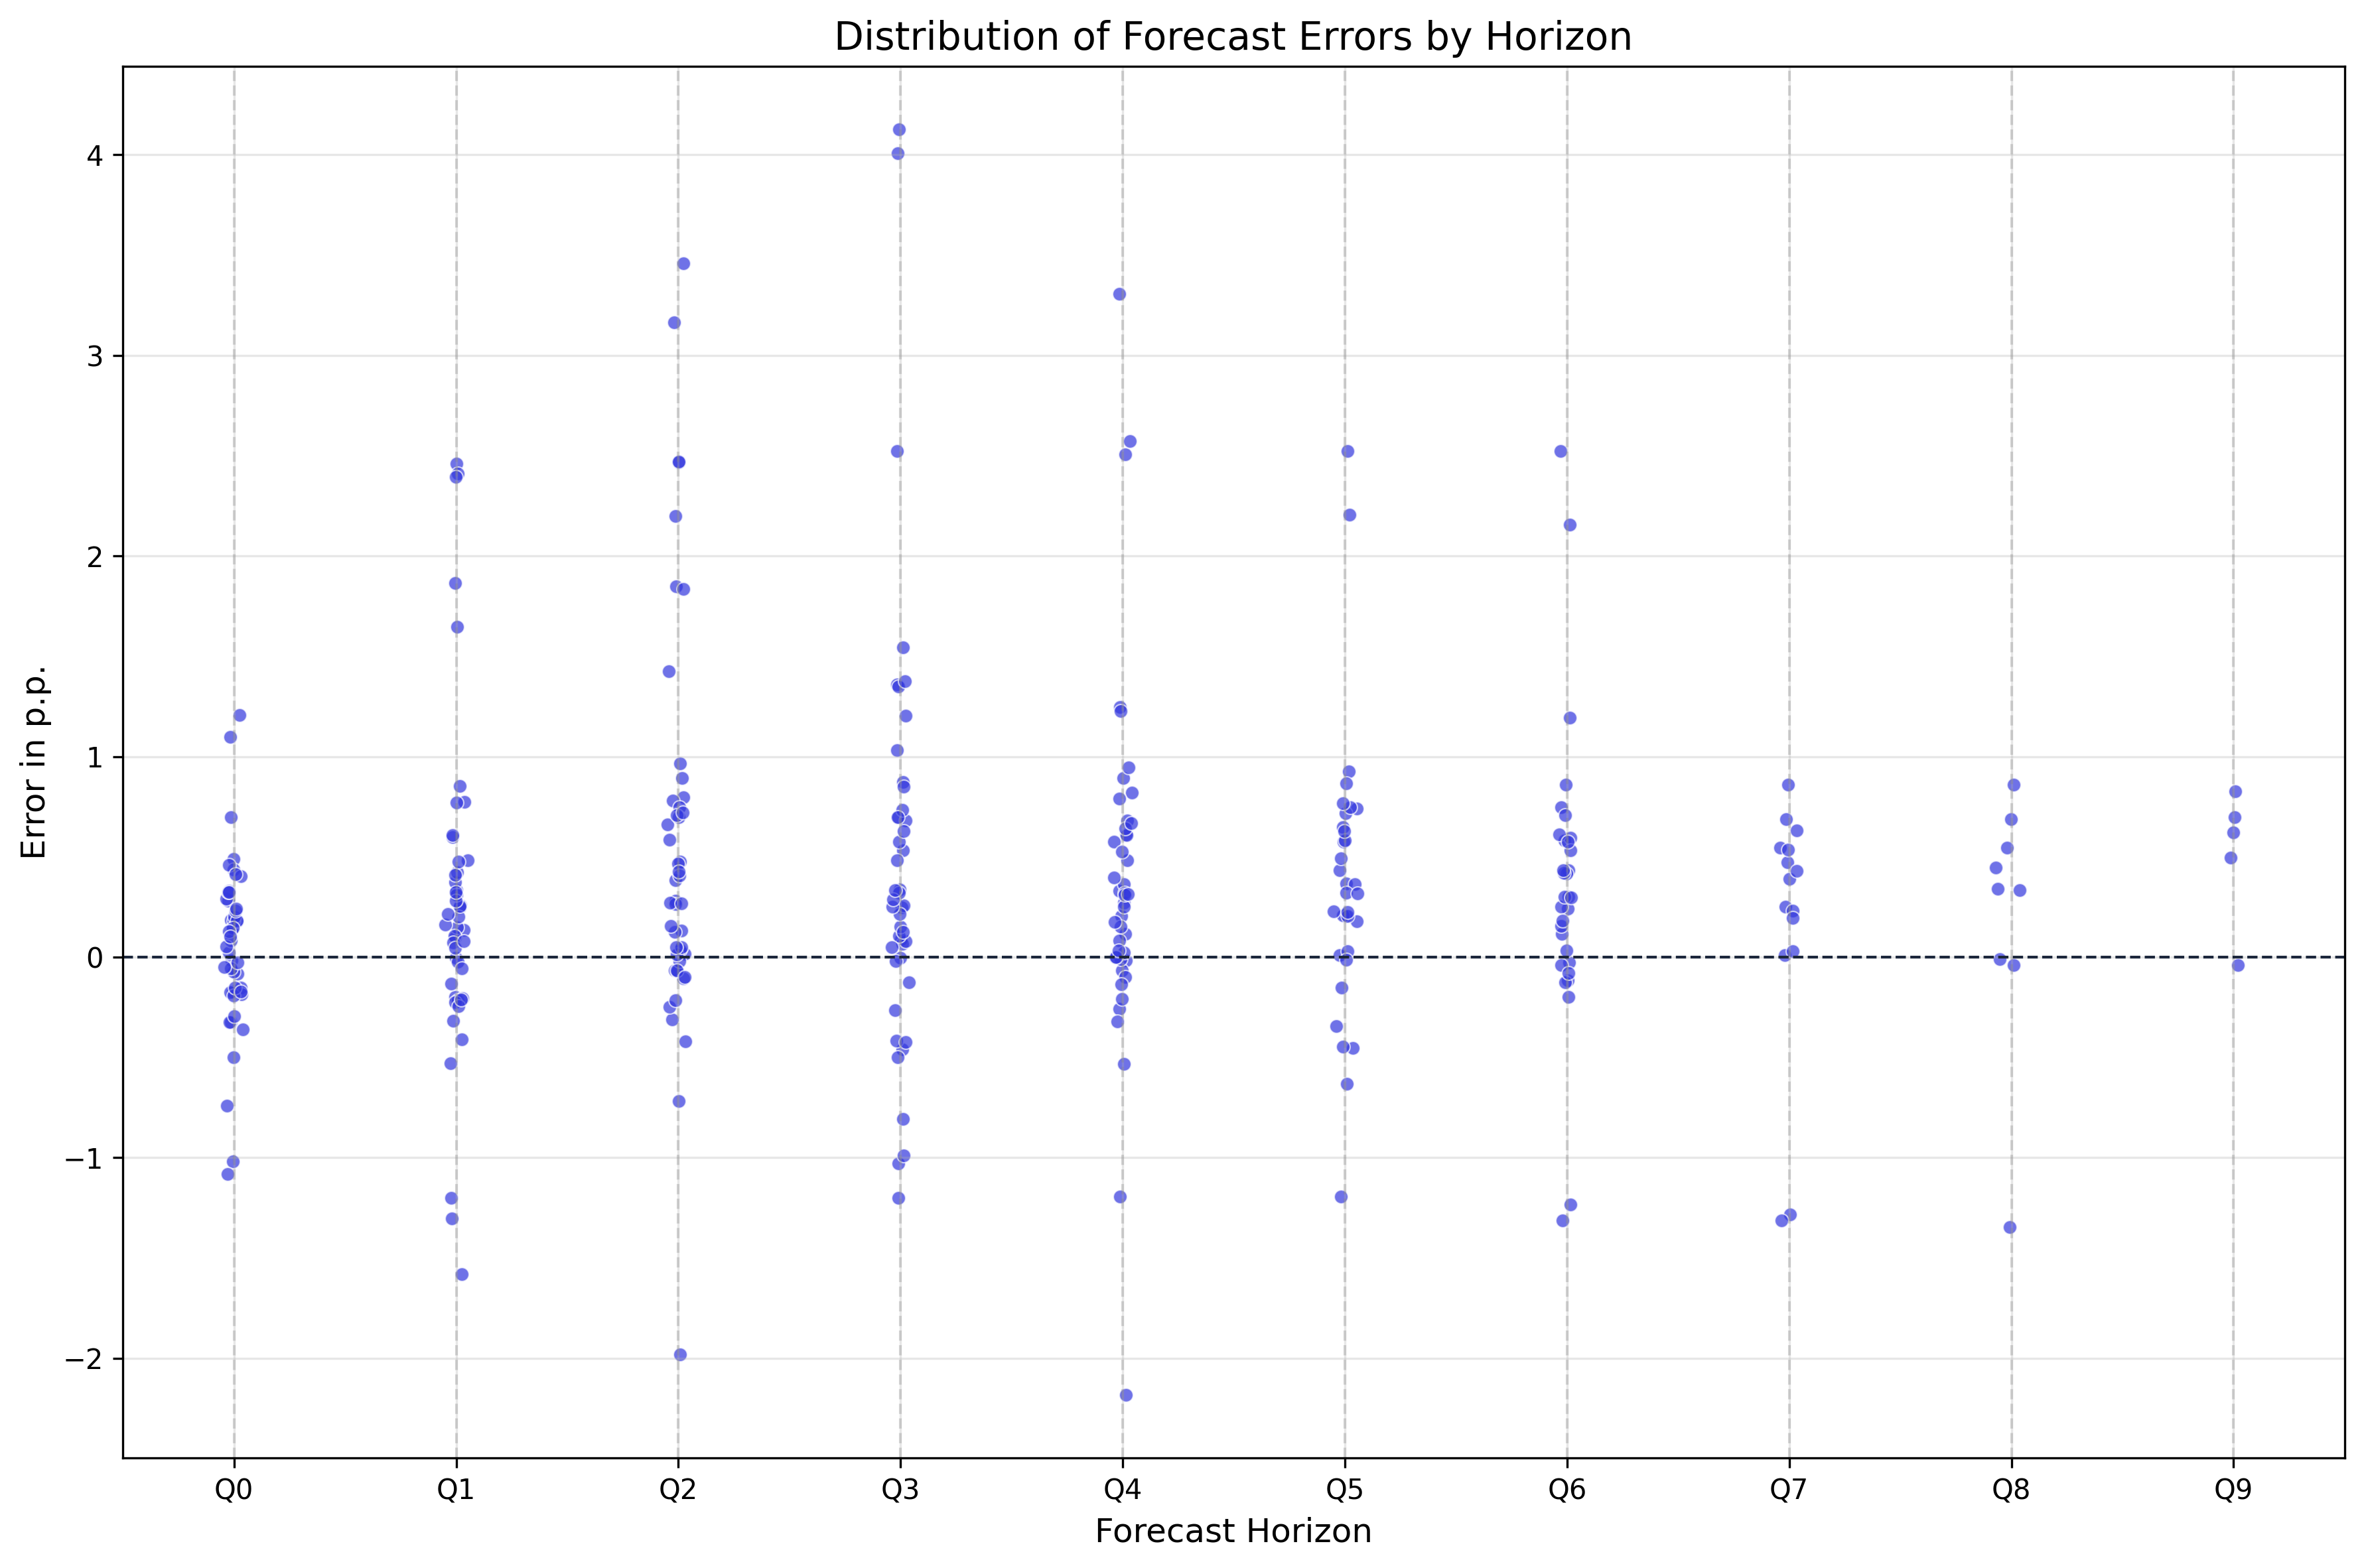 Distribution of Forecast Errors by Horizon
Error in p.p.
4
3
2
1
0
−1
−2
Q0 Q1 Q2 Q3 Q4 Q5 Q6 Q7 Q8 Q9
Forecast Horizon